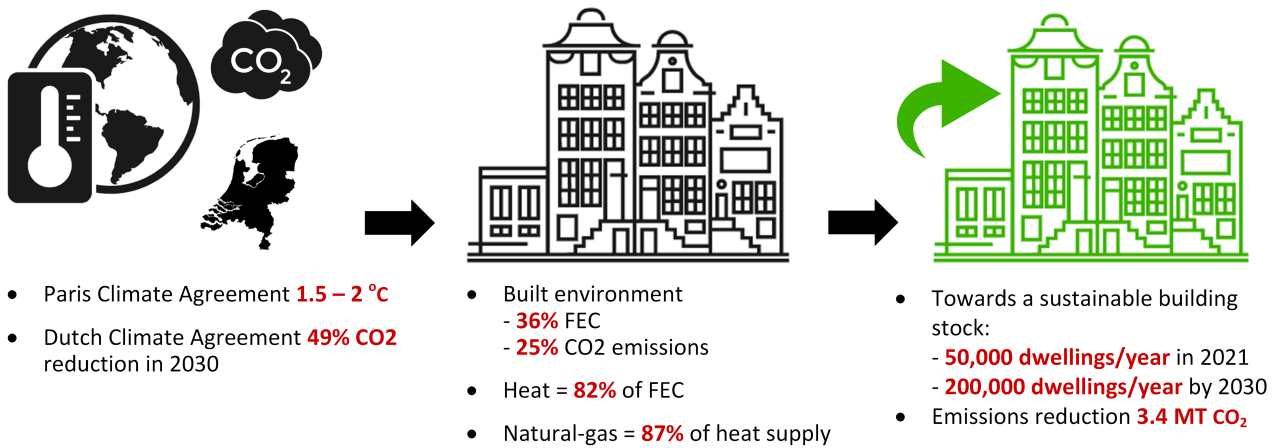 CO2
• Paris Climate Agreement 1.5 – 2 °C
• Dutch Climate Agreement 49% CO2
reduction in 2030
• Built environment
- 36% FEC
- 25% CO2 emissions
• Heat = 82% of FEC
• Natural-gas = 87% of heat supply
• Towards a sustainable building
stock:
- 50,000 dwellings/year in 2021
- 200,000 dwellings/year by 2030
• Emissions reduction 3.4 MT CO₂